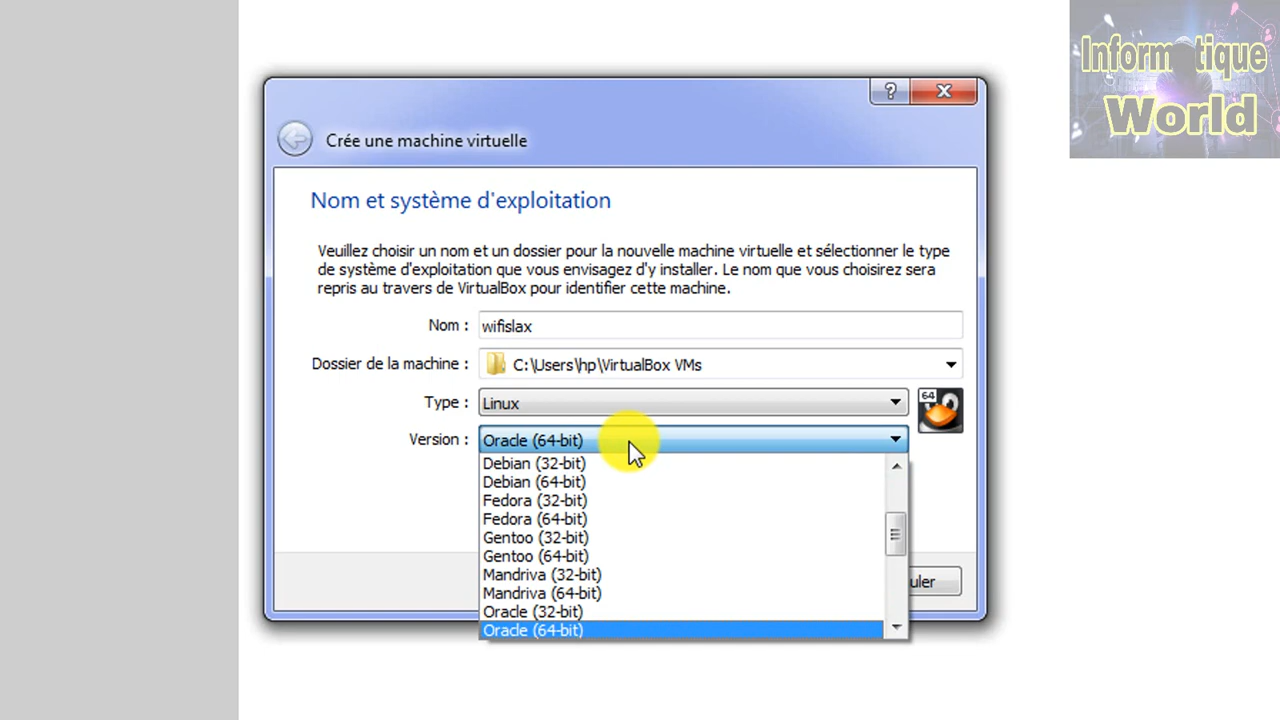 Informatique
World
?
Crée une machine virtuelle
Nom et système d'exploitation
Veuillez choisir un nom et un dossier pour la nouvelle machine virtuelle et sélectionner le type
de système d'exploitation que vous envisagez d'y installer. Le nom que vous choisirez sera
repris au travers de VirtualBox pour identifier cette machine.
Nom : wifislax
Dossier de la machine : C:\Users\hp\VirtualBox VMs
Type : Linux
64
Version : Oracle (64-bit)
Debian (32-bit)
Debian (64-bit)
Fedora (32-bit)
Fedora (64-bit)
Gentoo (32-bit)
Gentoo (64-bit)
Mandriva (32-bit)
uler
Mandriva (64-bit)
Oracle (32-bit)
Oracle (64-bit)